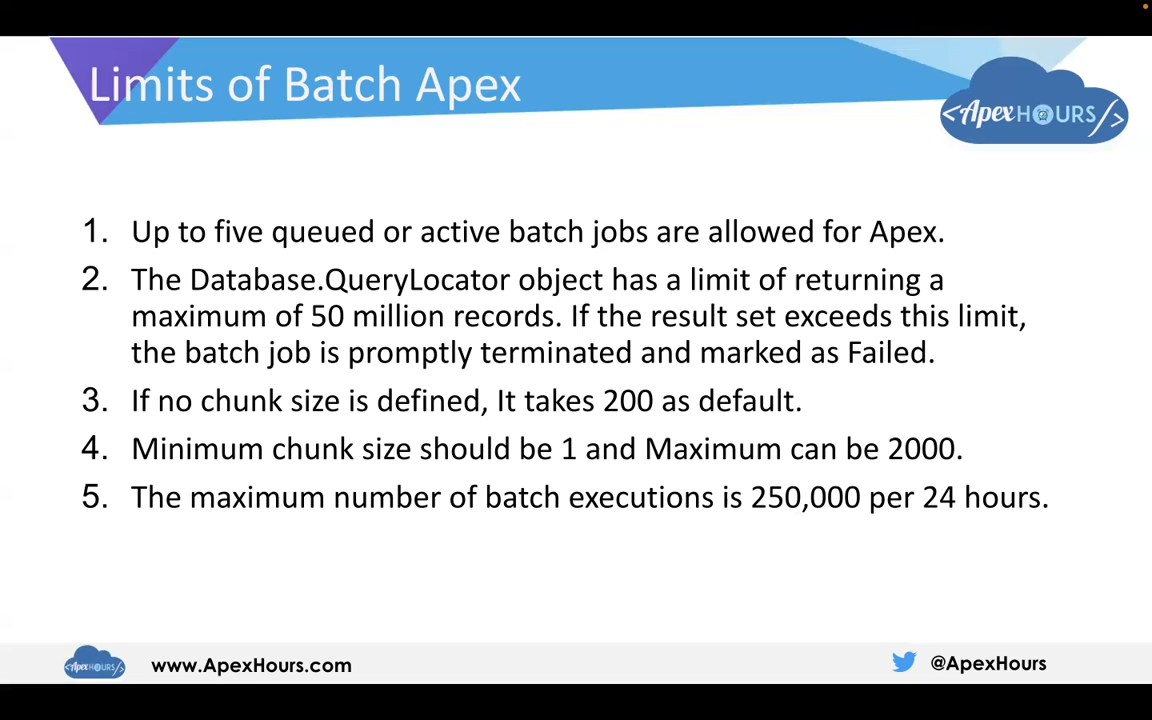 Limits of Batch Apex
<ApexHOURS/>
1. Up to five queued or active batch jobs are allowed for Apex.
2. The Database.QueryLocator object has a limit of returning a
maximum of 50 million records. If the result set exceeds this limit,
the batch job is promptly terminated and marked as Failed.
3. If no chunk size is defined, It takes 200 as default.
4. Minimum chunk size should be 1 and Maximum can be 2000.
5. The maximum number of batch executions is 250,000 per 24 hours.
<ApexHOURS/> www.ApexHours.com @ApexHours